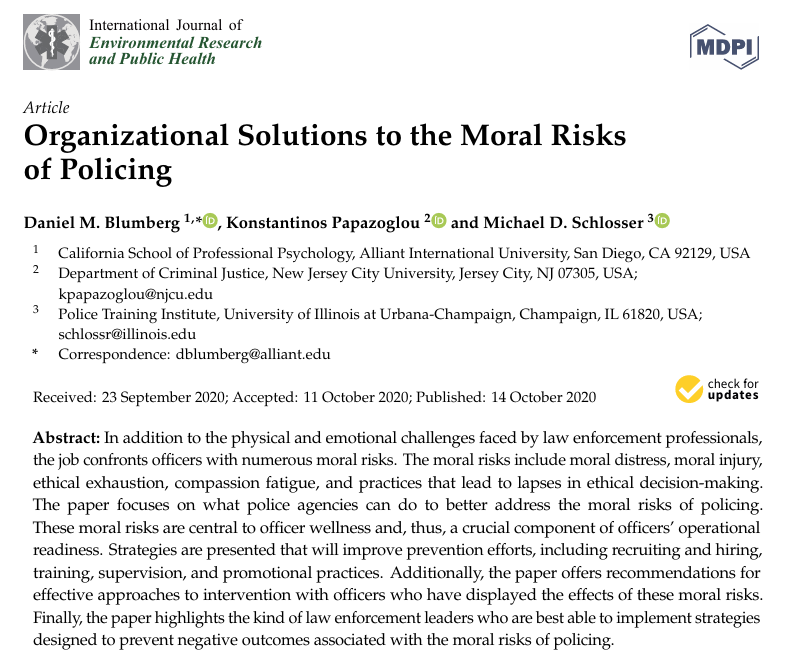 International Journal of
Environmental Research
and Public Health
MDPI
Article
Organizational Solutions to the Moral Risks
of Policing
Daniel M. Blumberg 1,* iD, Konstantinos Papazoglou 2 iD and Michael D. Schlosser 3 iD
1 California School of Professional Psychology, Alliant International University, San Diego, CA 92129, USA
2 Department of Criminal Justice, New Jersey City University, Jersey City, NJ 07305, USA;
kpapazoglou@njcu.edu
3 Police Training Institute, University of Illinois at Urbana-Champaign, Champaign, IL 61820, USA;
schlossr@illinois.edu
* Correspondence: dblumberg@alliant.edu
Received: 23 September 2020; Accepted: 11 October 2020; Published: 14 October 2020
check for
updates
Abstract: In addition to the physical and emotional challenges faced by law enforcement professionals,
the job confronts officers with numerous moral risks. The moral risks include moral distress, moral injury,
ethical exhaustion, compassion fatigue, and practices that lead to lapses in ethical decision-making.
The paper focuses on what police agencies can do to better address the moral risks of policing.
These moral risks are central to officer wellness and, thus, a crucial component of officers’ operational
readiness. Strategies are presented that will improve prevention efforts, including recruiting and hiring,
training, supervision, and promotional practices. Additionally, the paper offers recommendations for
effective approaches to intervention with officers who have displayed the effects of these moral risks.
Finally, the paper highlights the kind of law enforcement leaders who are best able to implement strategies
designed to prevent negative outcomes associated with the moral risks of policing.